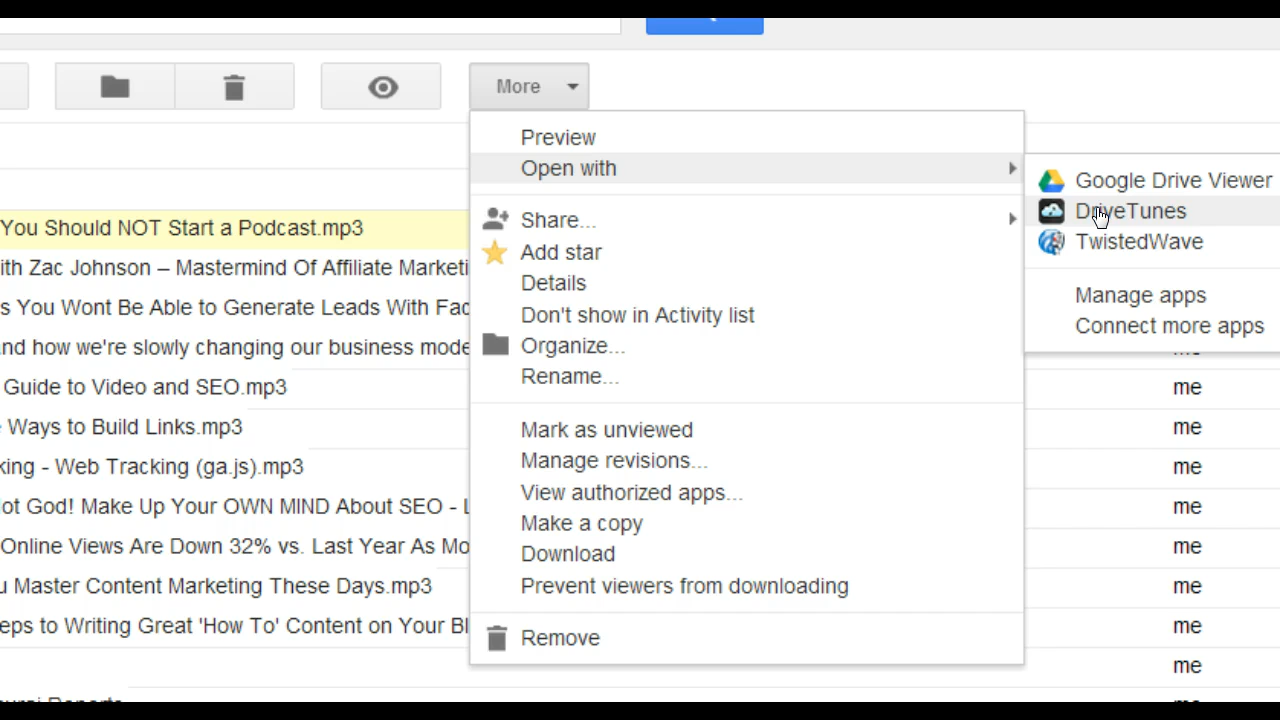 More
Preview
Open with
Google Drive Viewer
DriveTunes
TwistedWave
Manage apps
Connect more apps
Share...
Add star
Details
Don't show in Activity list
Organize...
Rename...
Mark as unviewed
Manage revisions...
View authorized apps...
Make a copy
Download
Prevent viewers from downloading
Remove
You Should NOT Start a Podcast.mp3
ith Zac Johnson – Mastermind Of Affiliate Marketi
s You Wont Be Able to Generate Leads With Fac
nd how we're slowly changing our business mode
Guide to Video and SEO.mp3 me
Ways to Build Links.mp3 me
king - Web Tracking (ga.js).mp3 me
ot God! Make Up Your OWN MIND About SEO - L me
Online Views Are Down 32% vs. Last Year As Mo me
u Master Content Marketing These Days.mp3 me
eps to Writing Great 'How To' Content on Your Bl me
me